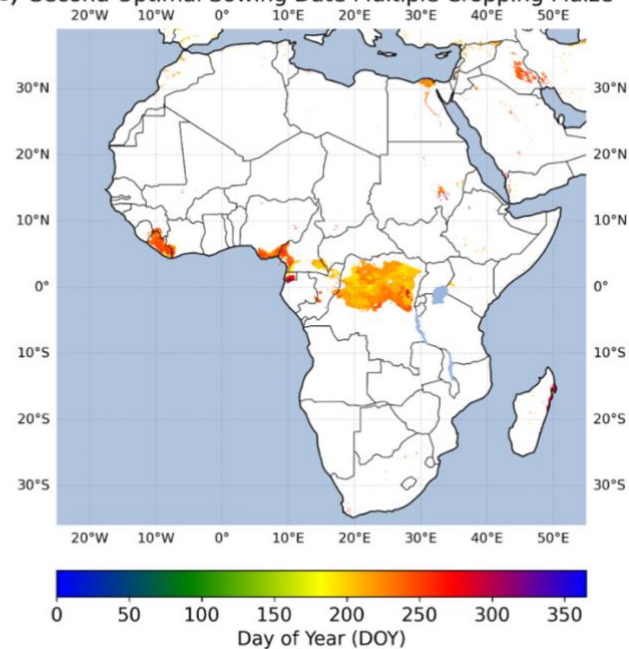 ) Second Optimal Sowing Date Multiple Cropping Maize
20°W 10°W 0° 10°E 20°E 30°E 40°E 50°E
30°N 30°N
20°N 20°N
10°N 10°N
0° 0°
10°S 10°S
20°S 20°S
30°S 30°S
20°W 10°W 0° 10°E 20°E 30°E 40°E 50°E
0 50 100 150 200 250 300 350
Day of Year (DOY)